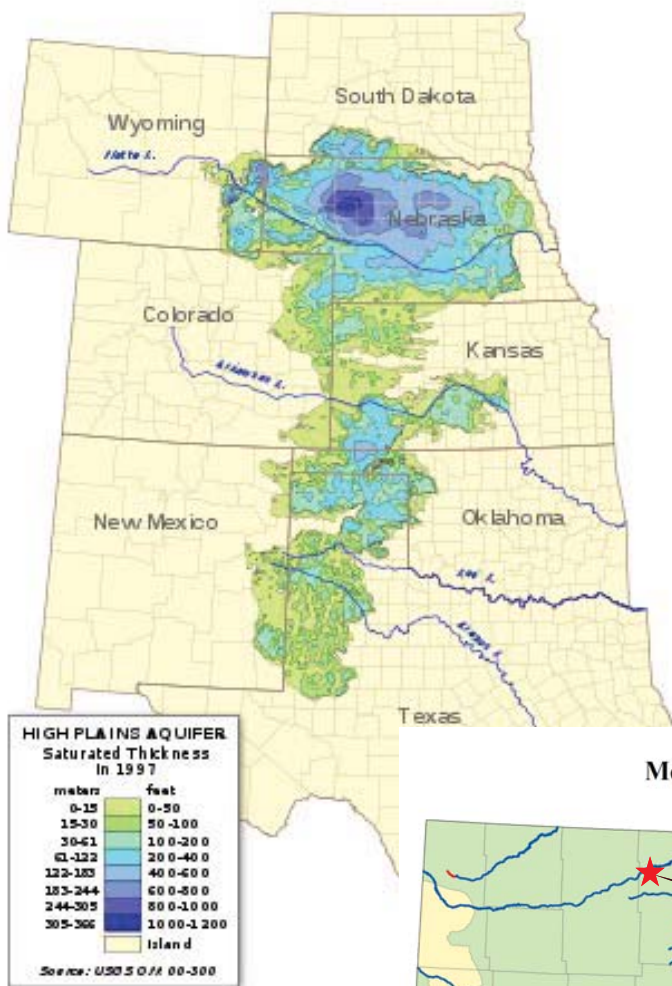 South Dakota
Wyoming
Platte R.
Nebraska
Colorado
Kansas
Arkansas R.
New Mexico
Oklahoma
Texas
HIGH PLAINS AQUIFER
Saturated Thickness
in 1997
meters feet
0-15 0-50
15-30 50-100
30-61 100-200
61-122 200-400
122-183 400-600
183-244 600-800
244-305 800-1000
305-366 1000-1200
Island
Source: USGS OFR 00-300